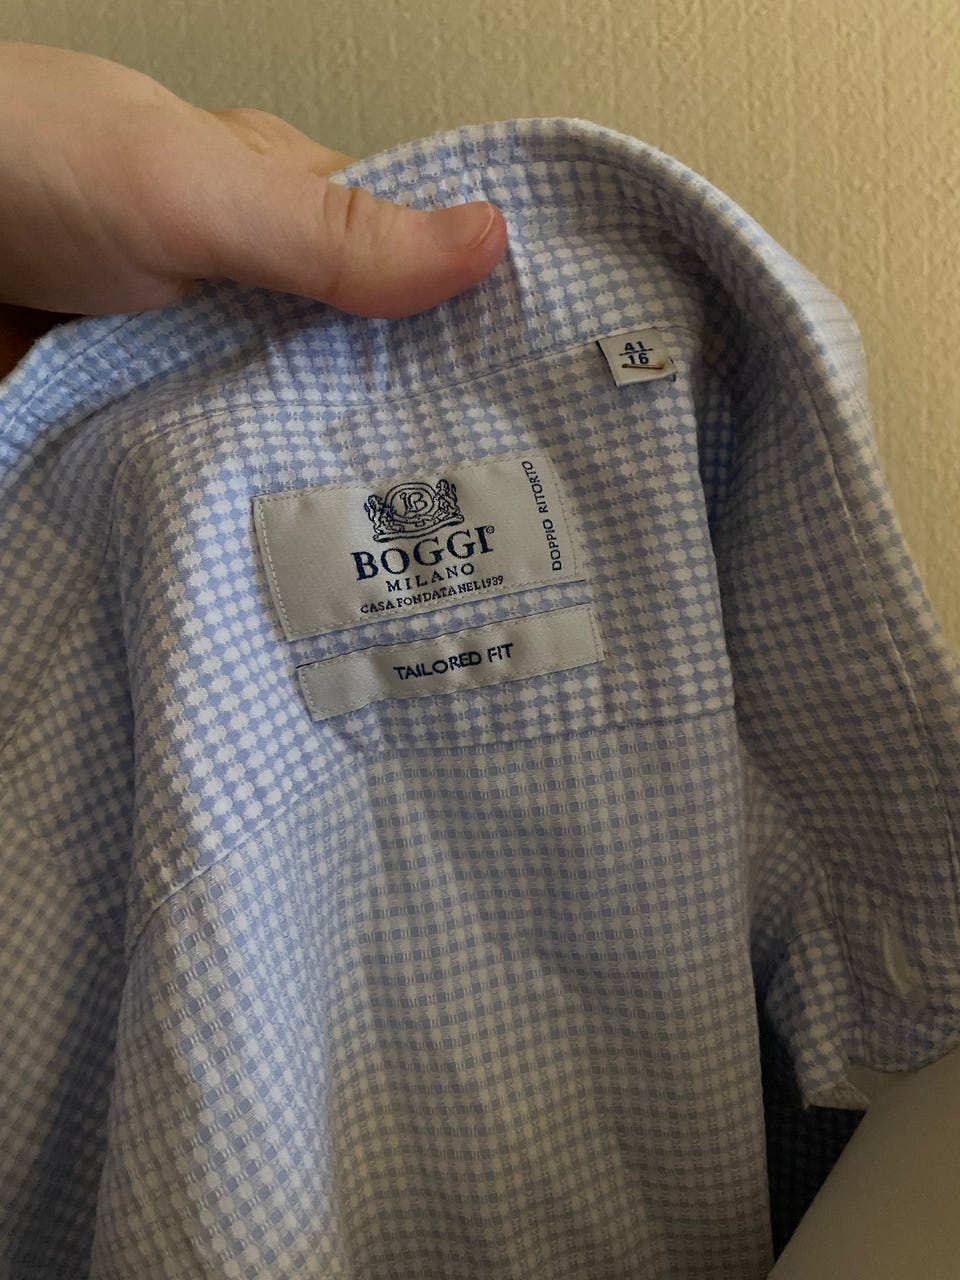 41
16
B
BOGGI©
MILANO
CASA FONDATA NEL 1939
DOPPIO RITORTO
TAILORED FIT